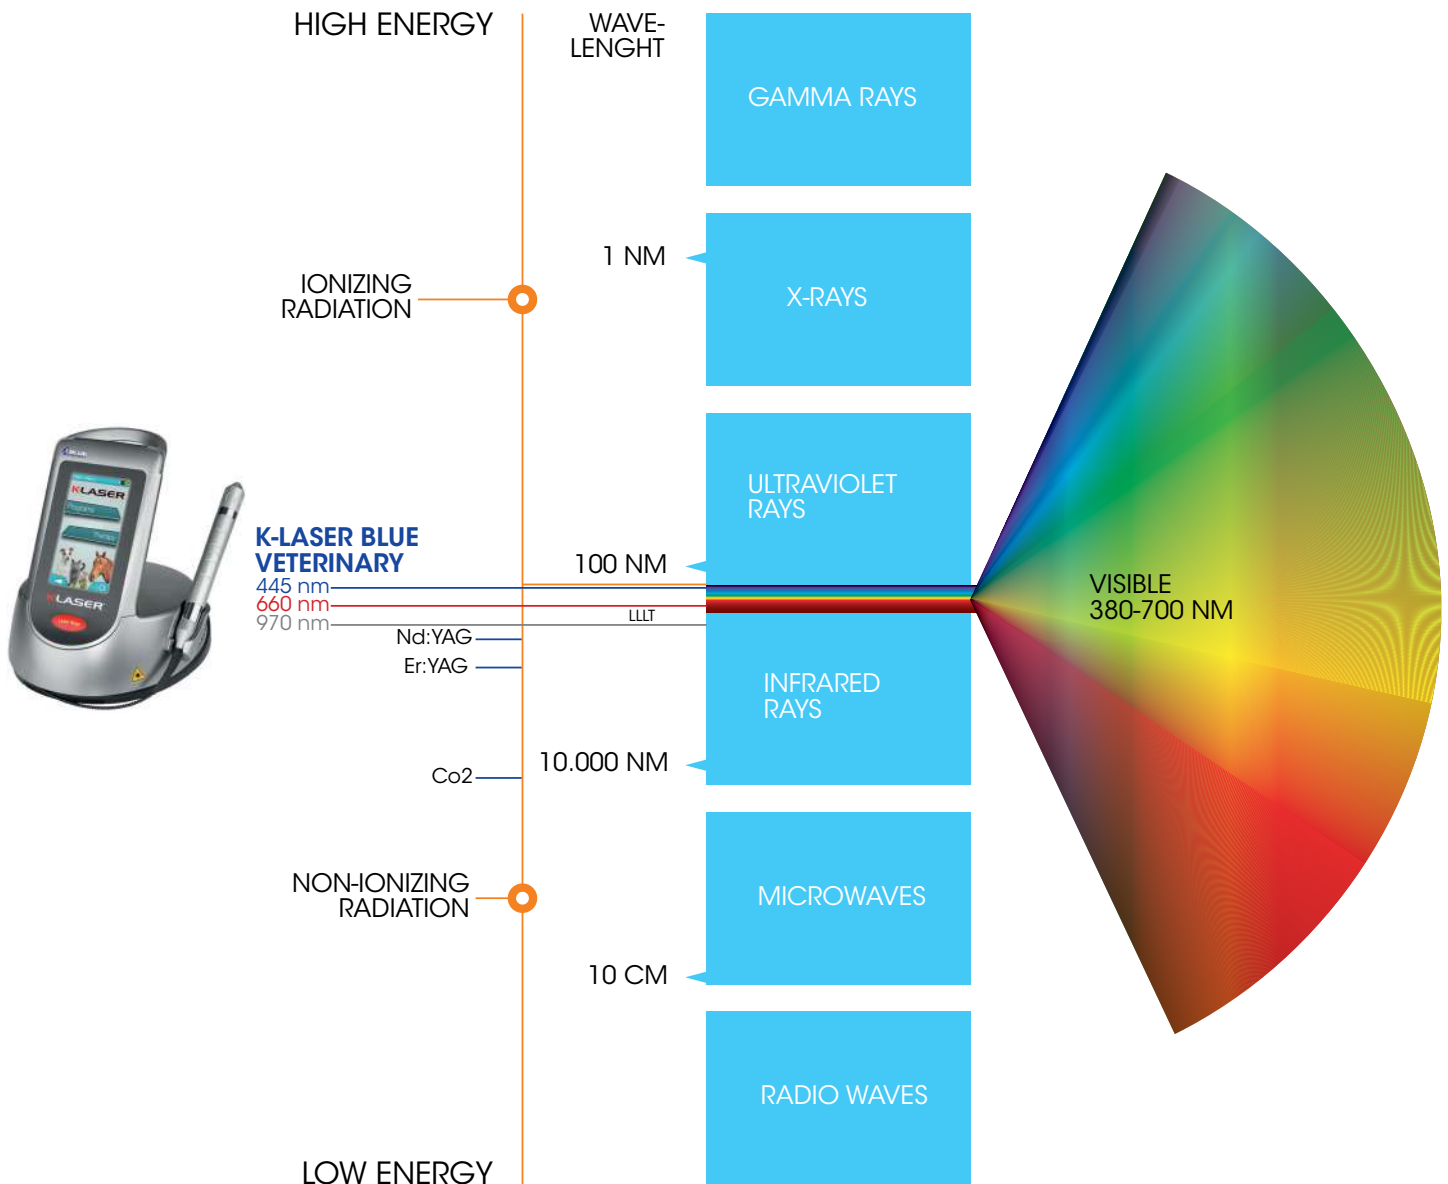 HIGH ENERGY
WAVE-
LENGHT
GAMMA RAYS
1 NM
IONIZING
RADIATION
X-RAYS
ULTRAVIOLET
RAYS
K-LASER
K-LASER BLUE
VETERINARY
100 NM
445 nm
660 nm
970 nm
LLLT
VISIBLE
380-700 NM
K-LASER
Nd:YAG
Er:YAG
INFRARED
RAYS
10.000 NM
Co2
NON-IONIZING
RADIATION
MICROWAVES
10 CM
RADIO WAVES
LOW ENERGY